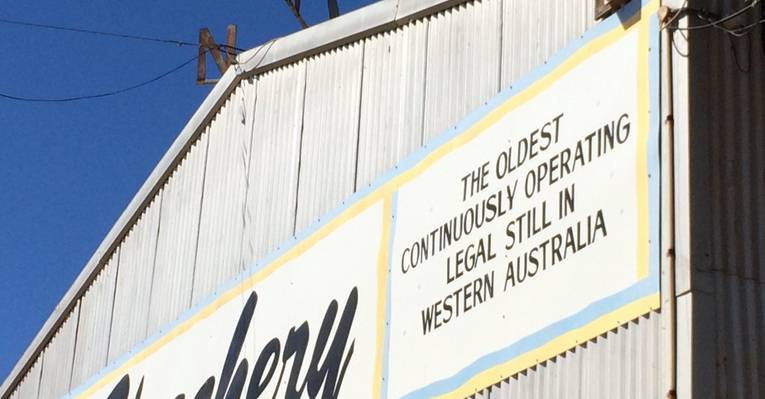 THE OLDEST
CONTINUOUSLY OPERATING
LEGAL STILL IN
WESTERN AUSTRALIA